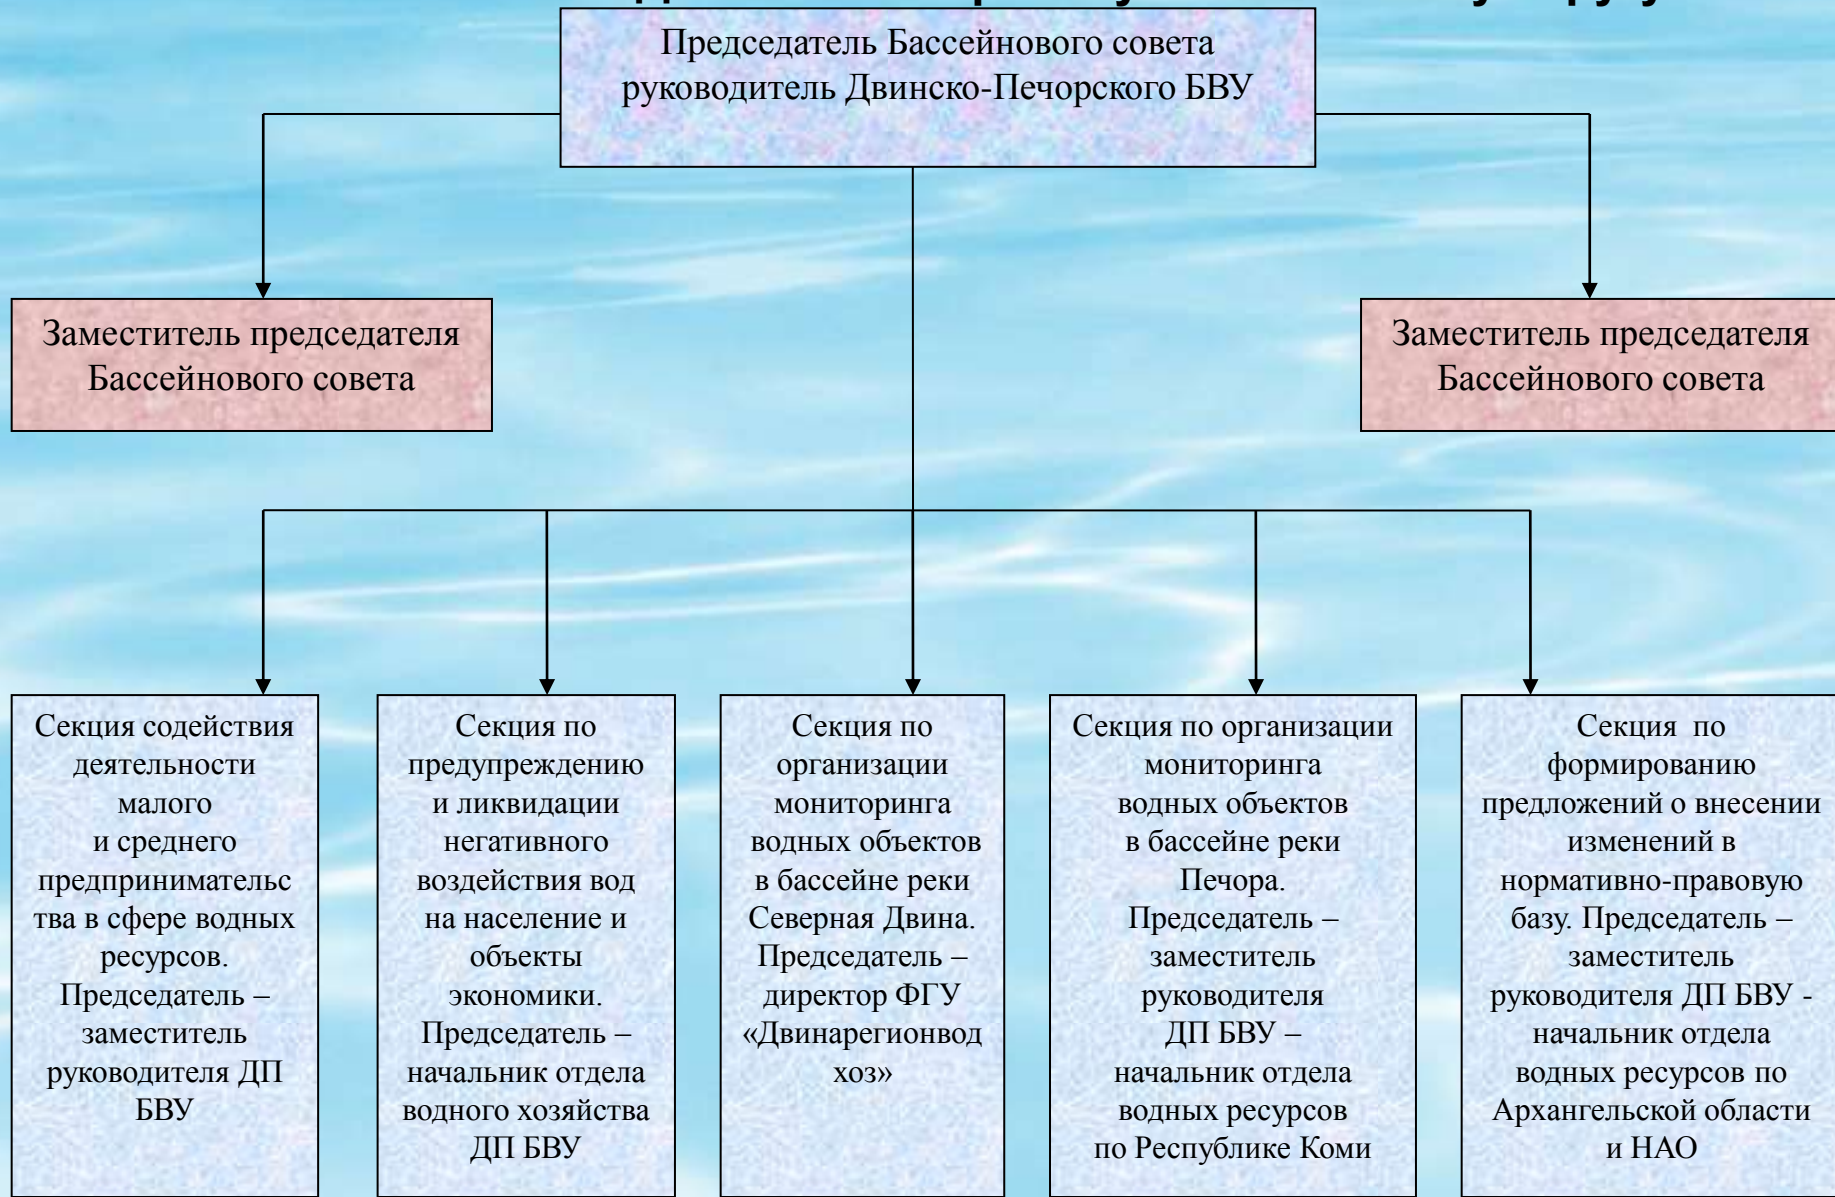 Председатель Бассейнового совета
руководитель Двинско-Печорского БВУ
Заместитель председателя
Бассейнового совета
Заместитель председателя
Бассейнового совета
Секция содействия
деятельности
малого
и среднего
предпринимательс
тва в сфере водных
ресурсов.
Председатель –
заместитель
руководителя ДП
БВУ
Секция по
предупреждению
и ликвидации
негативного
воздействия вод
на население и
объекты
экономики.
Председатель –
начальник отдела
водного хозяйства
ДП БВУ
Секция по
организации
мониторинга
водных объектов
в бассейне реки
Северная Двина.
Председатель –
директор ФГУ
«Двинарегионвод
хоз»
Секция по организации
мониторинга
водных объектов
в бассейне реки
Печора.
Председатель –
заместитель
руководителя
ДП БВУ –
начальник отдела
водных ресурсов
по Республике Коми
Секция по
формированию
предложений о внесении
изменений в
нормативно-правовую
базу. Председатель –
заместитель
руководителя ДП БВУ -
начальник отдела
водных ресурсов по
Архангельской области
и НАО